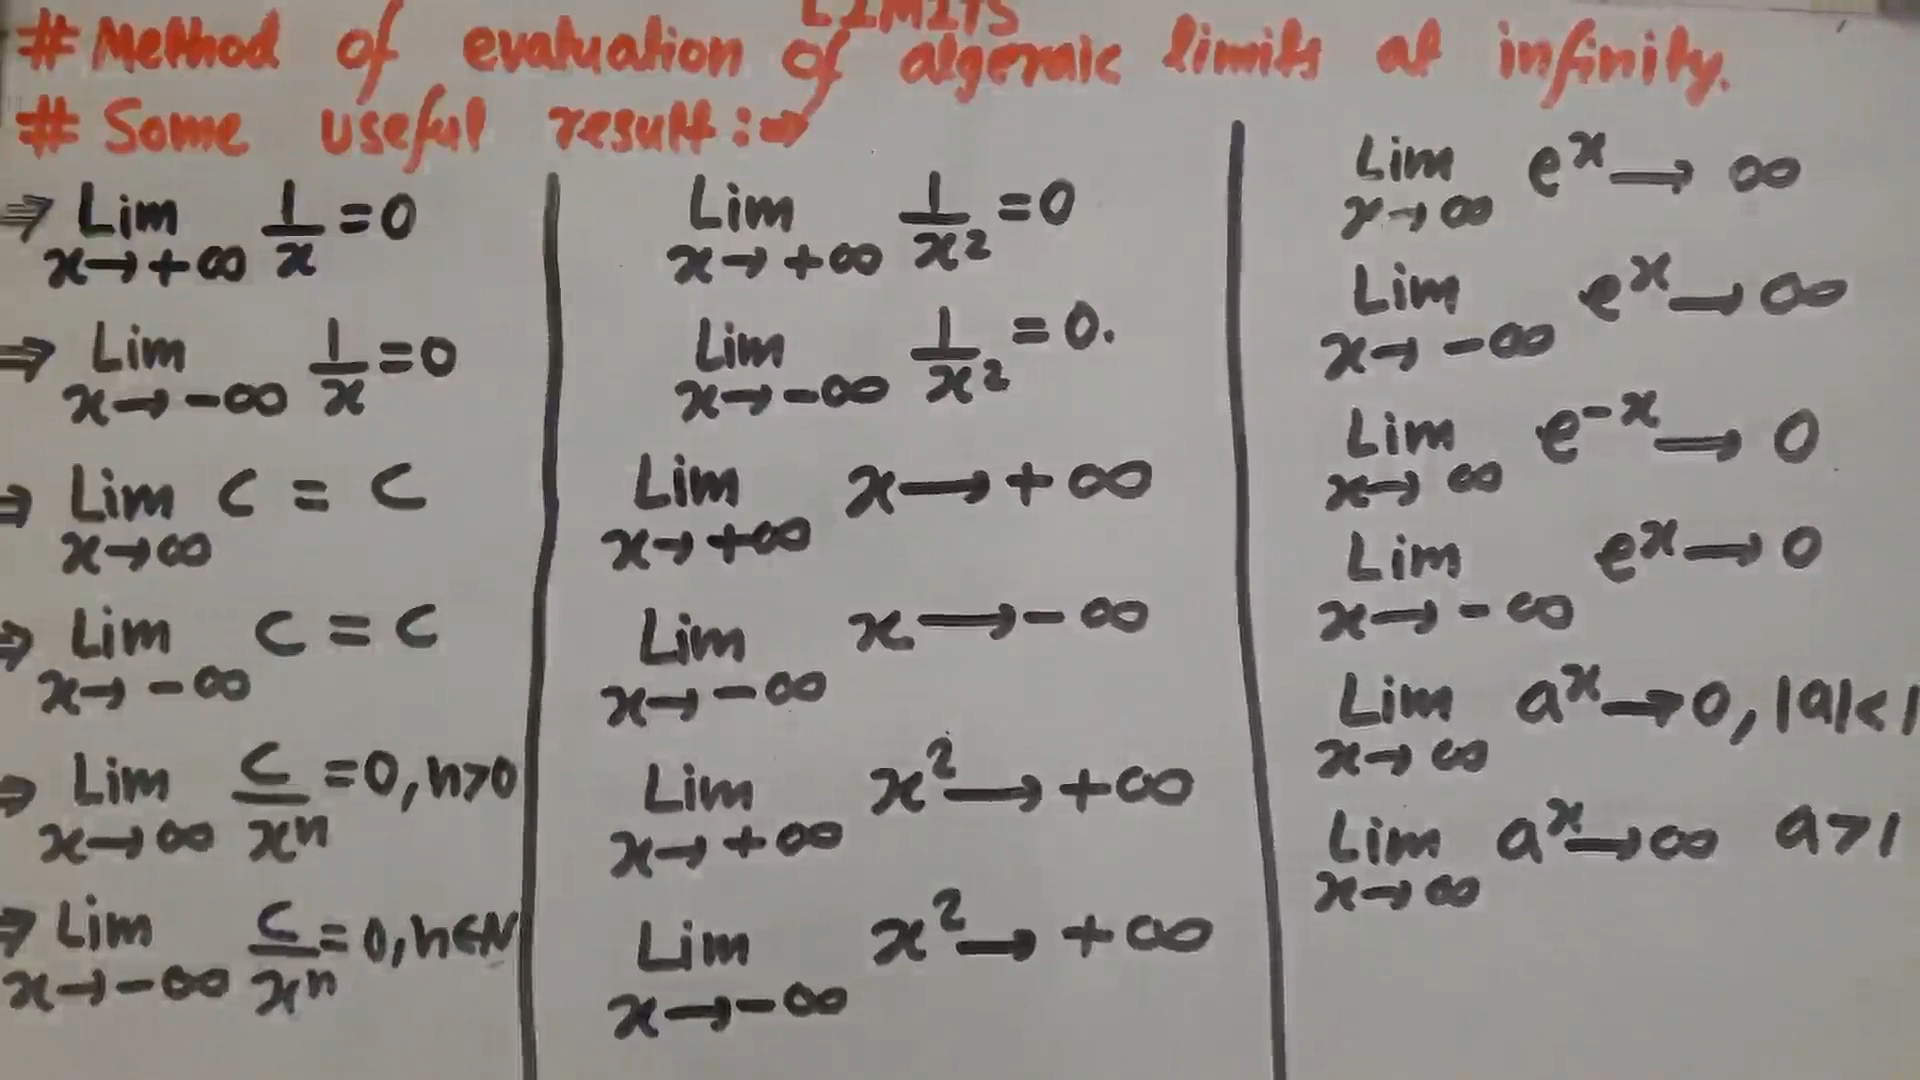 LIMITS
# Method of evaluation of algeraic limits at infinity.
# Some useful result :⇒
⇒ Lim x→+∞ 1/x = 0
⇒ Lim x→-∞ 1/x = 0
⇒ Lim x→∞ C = C
⇒ Lim x→-∞ C = C
⇒ Lim x→∞ C/xⁿ = 0, n>0
⇒ Lim x→-∞ C/xⁿ = 0, n∈N
Lim x→+∞ 1/x² = 0
Lim x→-∞ 1/x² = 0.
Lim x→+∞ x→+∞
Lim x→-∞ x→-∞
Lim x→+∞ x²→+∞
Lim x→-∞ x²→+∞
Lim x→∞ eˣ→∞
Lim x→-∞ eˣ→∞
Lim x→∞ e⁻ˣ→0
Lim x→-∞ eˣ→0
Lim x→∞ aˣ→0, |a|<1
Lim x→∞ aˣ→∞ a>1